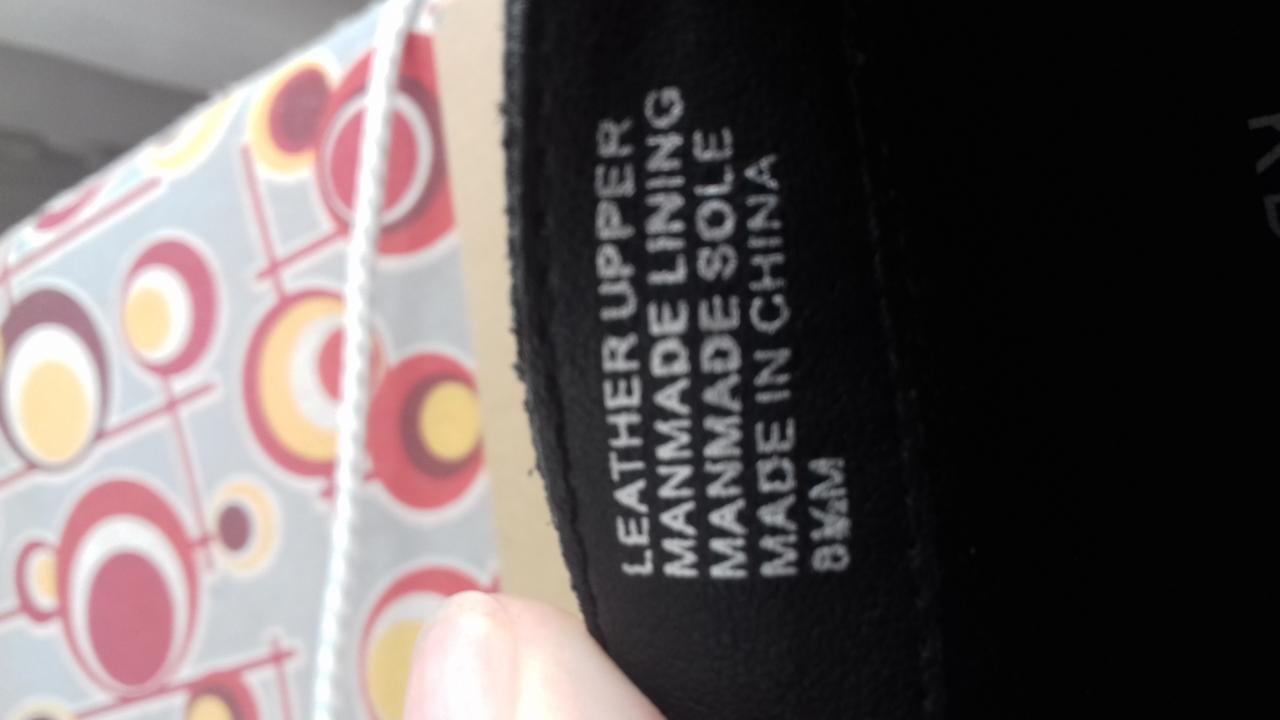 LEATHER UPPER
MANMADE LINING
MANMADE SOLE
MADE IN CHINA
8½M